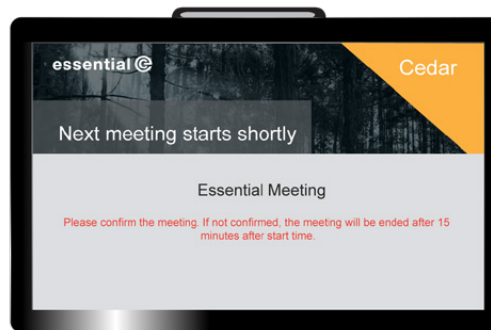 essential
Cedar
Next meeting starts shortly
Essential Meeting
Please confirm the meeting. If not confirmed, the meeting will be ended after 15
minutes after start time.